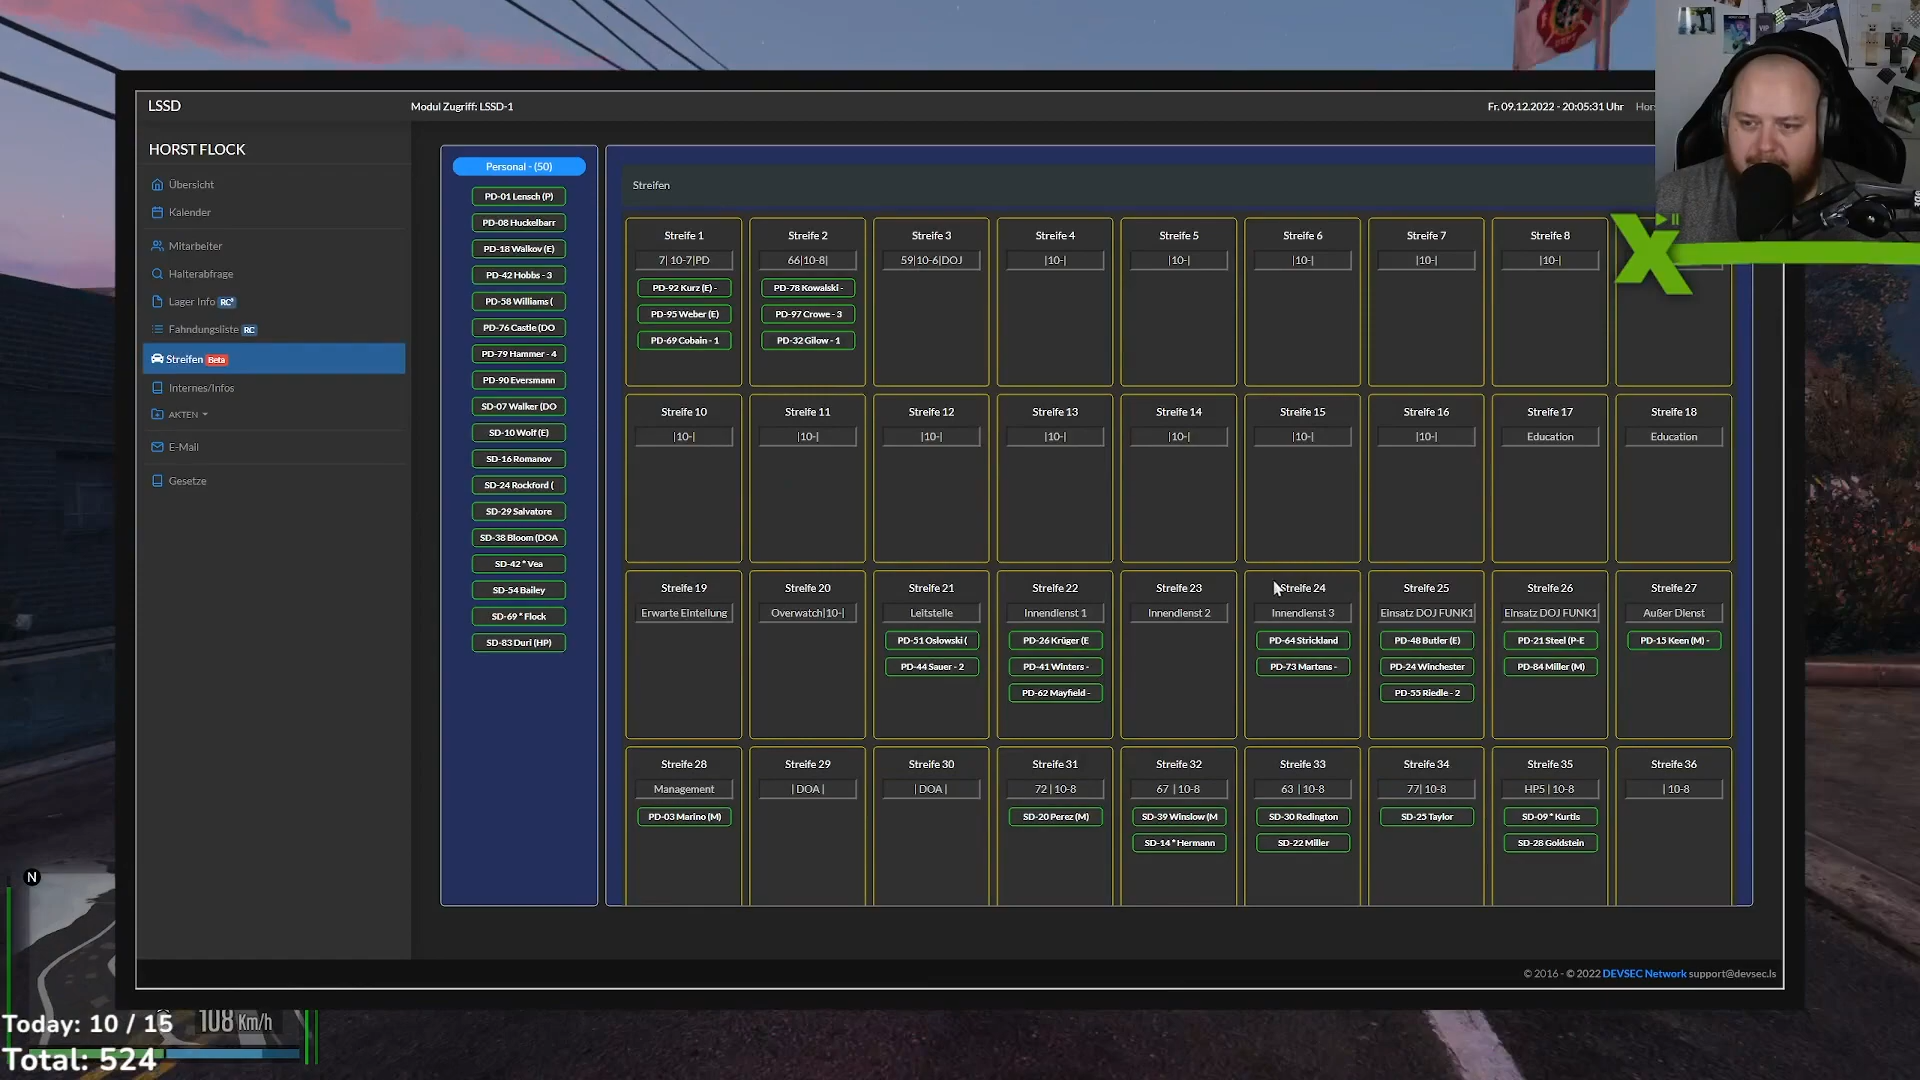 LSSD
Modul Zugriff: LSSD-1
Fr. 09.12.2022 - 20:05:31 Uhr
HORST FLOCK
Übersicht
Kalender
Mitarbeiter
Halterabfrage
Lager Info RC²
Fahndungsliste RC
Streifen Beta
Internes/Infos
AKTEN
E-Mail
Gesetze
Personal - (50)
PD-01 Lensch (P)
PD-08 Huckelbarr
PD-18 Walkov (E)
PD-42 Hobbs - 3
PD-58 Williams (
PD-76 Castle (DO
PD-79 Hammer - 4
PD-90 Eversmann
SD-07 Walker (DO
SD-10 Wolf (E)
SD-16 Romanov
SD-24 Rockford (
SD-29 Salvatore
SD-38 Bloom (DOA
SD-42 * Vea
SD-54 Bailey
SD-69 * Flock
SD-83 Duri (HP)
Streifen
Streife 1
7| 10-7|PD
PD-92 Kurz (E) -
PD-95 Weber (E)
PD-69 Cobain - 1
Streife 2
66|10-8|
PD-78 Kowalski -
PD-97 Crowe - 3
PD-32 Gilow - 1
Streife 3
59|10-6|DOJ
Streife 4
|10-|
Streife 5
|10-|
Streife 6
|10-|
Streife 7
|10-|
Streife 8
|10-|
Streife 10
|10-|
Streife 11
|10-|
Streife 12
|10-|
Streife 13
|10-|
Streife 14
|10-|
Streife 15
|10-|
Streife 16
|10-|
Streife 17
Education
Streife 18
Education
Streife 19
Erwarte Einteilung
Streife 20
Overwatch|10-|
Streife 21
Leitstelle
PD-51 Oslowski (
PD-44 Sauer - 2
Streife 22
Innendienst 1
PD-26 Krüger (E
PD-41 Winters -
PD-62 Mayfield -
Streife 23
Innendienst 2
Streife 24
Innendienst 3
PD-64 Strickland
PD-73 Martens -
Streife 25
Einsatz DOJ FUNK1
PD-48 Butler (E)
PD-24 Winchester
PD-55 Riedle - 2
Streife 26
Einsatz DOJ FUNK1
PD-21 Steel (P-E
PD-84 Miller (M)
Streife 27
Außer Dienst
PD-15 Keen (M) -
Streife 28
Management
PD-03 Marino (M)
Streife 29
| DOA |
Streife 30
| DOA |
Streife 31
72 | 10-8
SD-20 Perez (M)
Streife 32
67 | 10-8
SD-39 Winslow (M
SD-14 * Hermann
Streife 33
63 | 10-8
SD-30 Redington
SD-22 Miller
Streife 34
77| 10-8
SD-25 Taylor
Streife 35
HP5 | 10-8
SD-09 * Kurtis
SD-28 Goldstein
Streife 36
| 10-8
© 2016 - © 2022 DEVSEC Network support@devsec.ls
N
108 Km/h
Today: 10 / 15
Total: 524